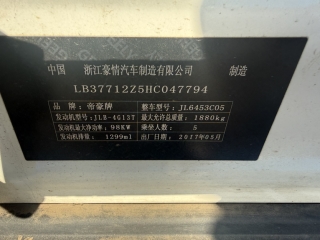 中国 浙江豪情汽车制造有限公司 制造
LB37712Z5HC047794
品牌:帝豪牌 整车型号:JL6453C05
发动机型号:JLB-4G13T 最大允许总质量:1880kg
发动机最大净功率:98KW 乘坐人数:5
发动机排量:1299ml 出厂日期:2017年05月